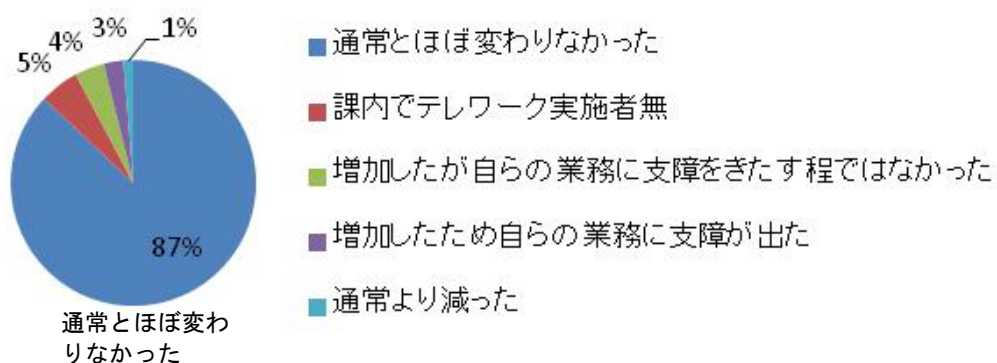 4%
3%
1%
5%
87%
通常とほぼ変わ
りなかった
通常とほぼ変わりなかった
課内でテレワーク実施者無
増加したが自らの業務に支障をきたす程ではなかった
増加したため自らの業務に支障が出た
通常より減った